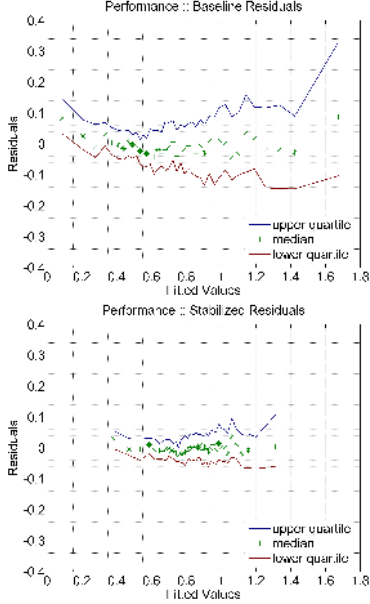 Performance :: Baseline Residuals
0.4
0.3
0.2
0.1
0
-0.1
-0.2
-0.3
-0.4
Residuals
upper quartile
median
lower quartile
0 0.2 0.4 0.6 0.8 1 1.2 1.4 1.6 1.8
Fitted Values
Performance :: Stabilized Residuals
0.4
0.3
0.2
0.1
0
-0.1
-0.2
-0.3
-0.4
Residuals
upper quartile
median
lower quartile
0 0.2 0.4 0.6 0.8 1 1.2 1.4 1.6 1.8
Fitted Values